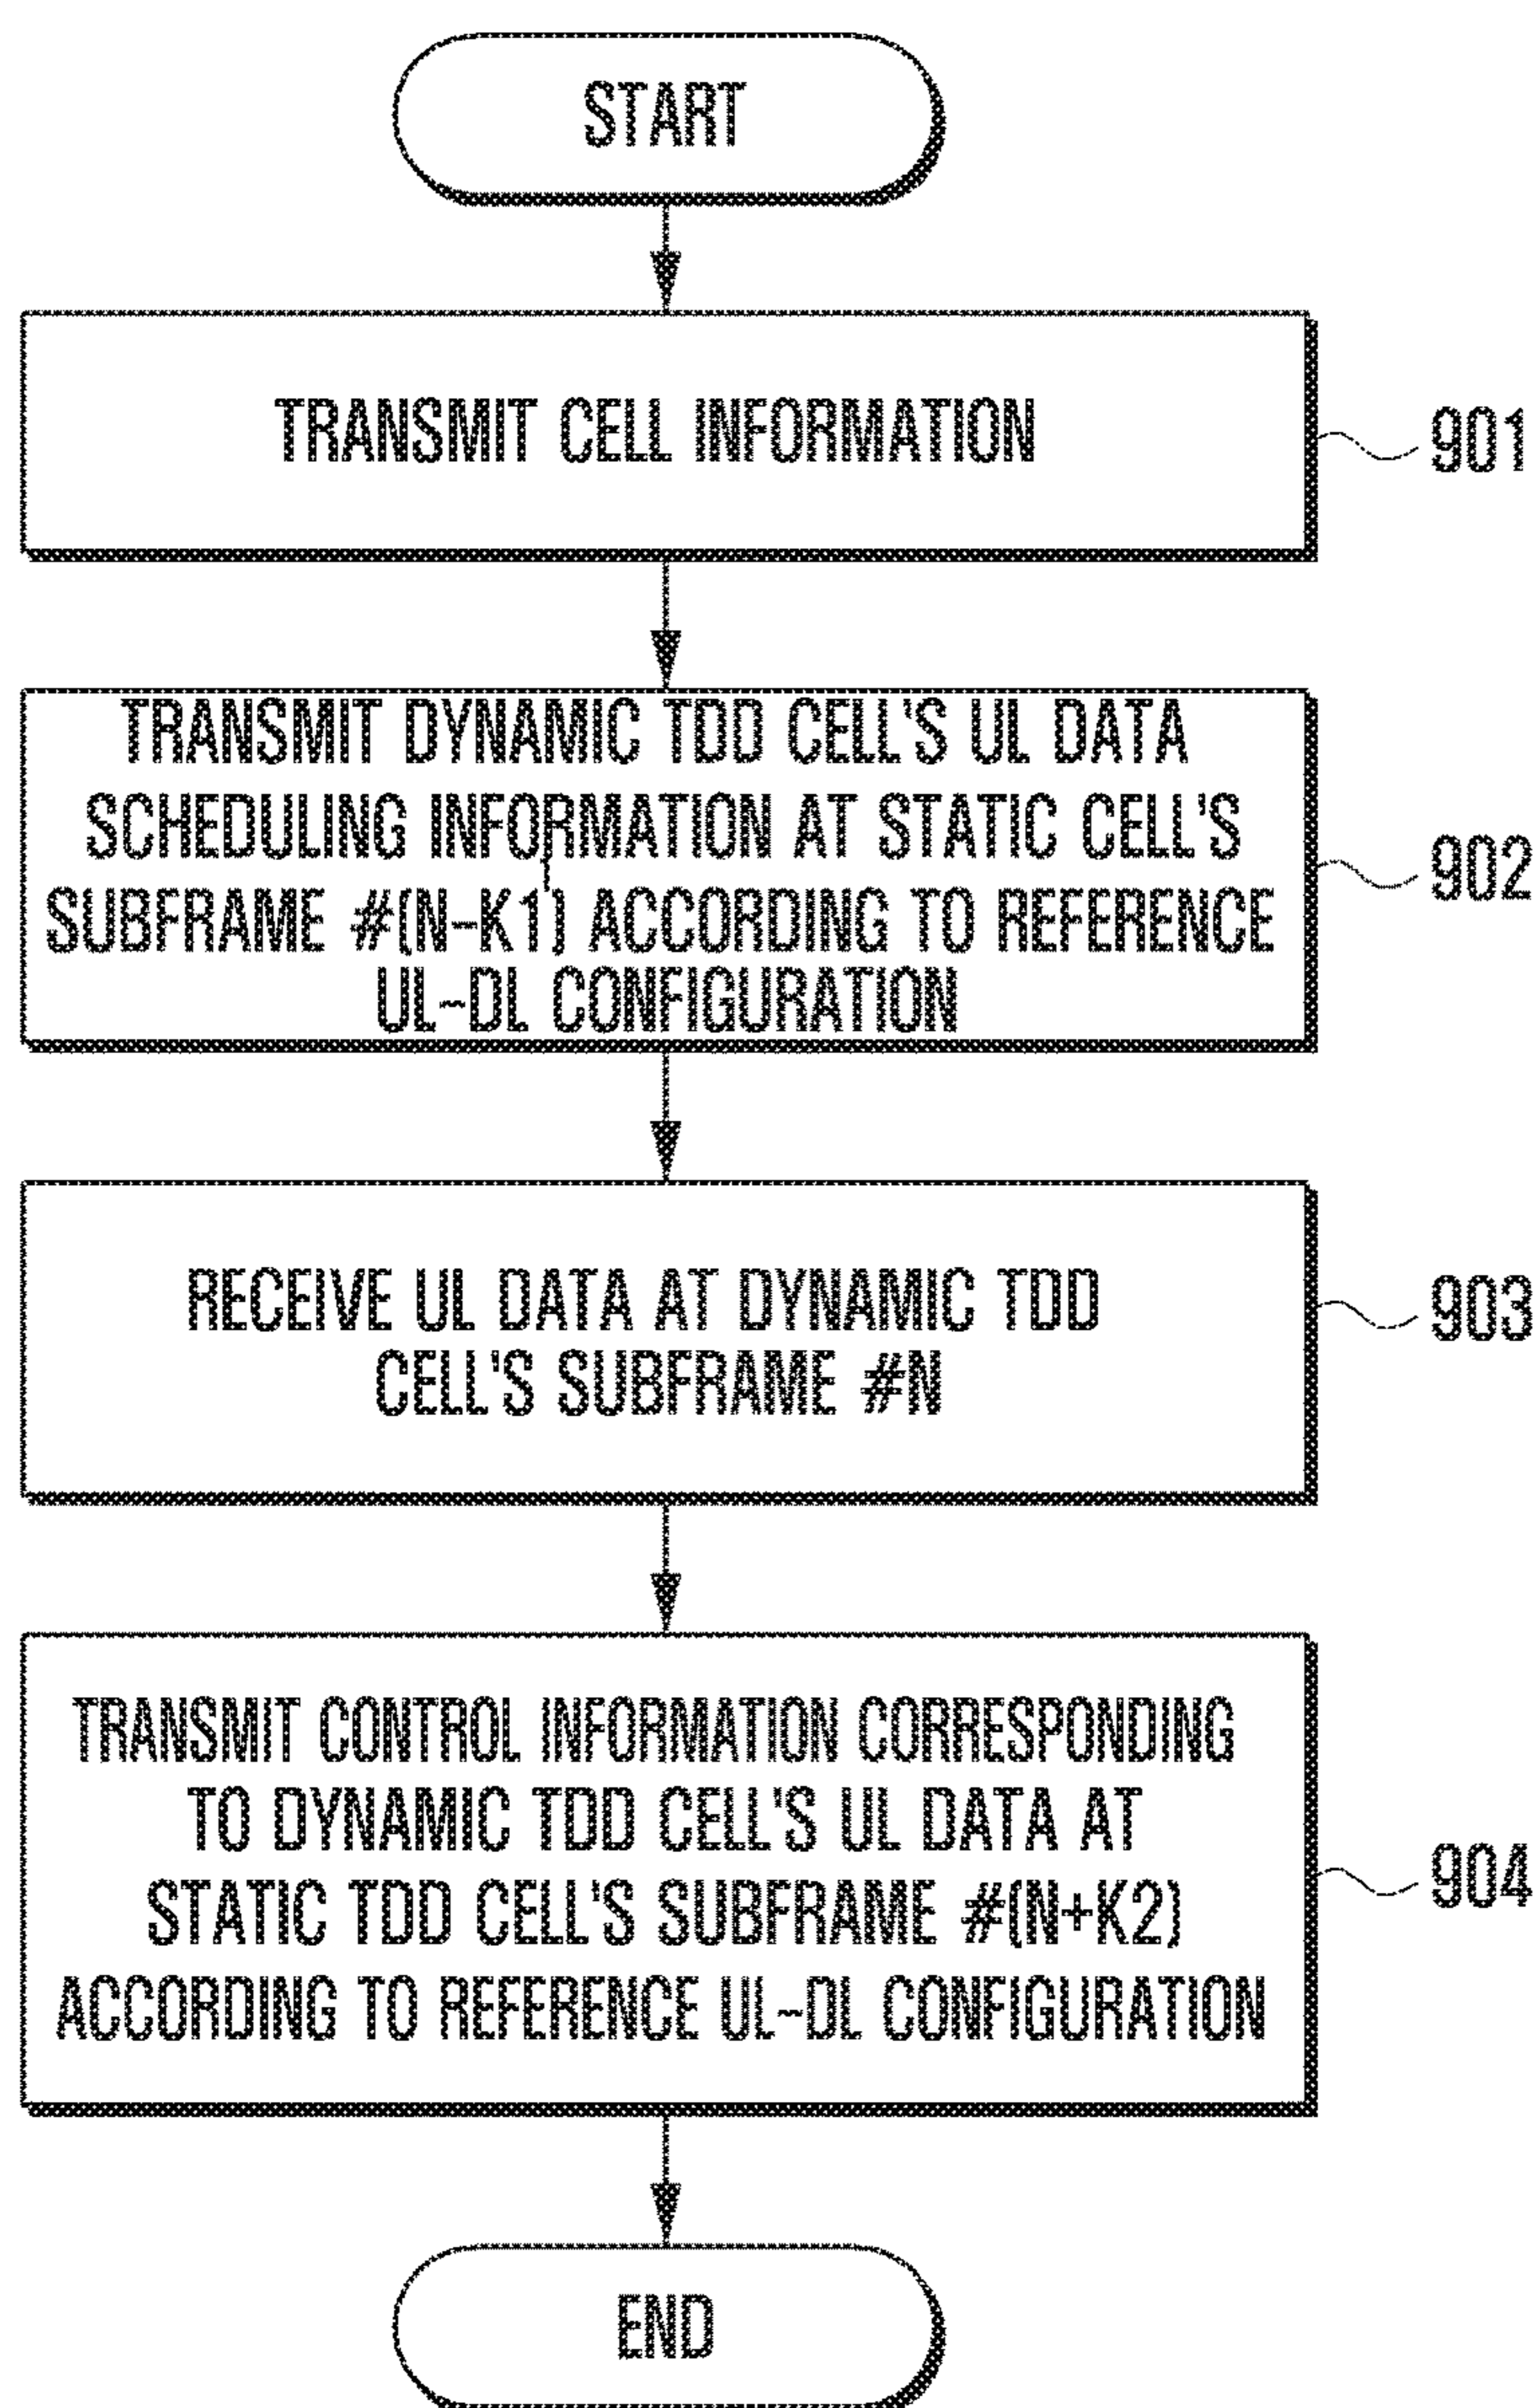 START
TRANSMIT CELL INFORMATION
901
TRANSMIT DYNAMIC TDD CELL'S UL DATA
SCHEDULING INFORMATION AT STATIC CELL'S
SUBFRAME #(N-K1) ACCORDING TO REFERENCE
UL-DL CONFIGURATION
902
RECEIVE UL DATA AT DYNAMIC TDD
CELL'S SUBFRAME #N
903
TRANSMIT CONTROL INFORMATION CORRESPONDING
TO DYNAMIC TDD CELL'S UL DATA AT
STATIC TDD CELL'S SUBFRAME #(N+K2)
ACCORDING TO REFERENCE UL-DL CONFIGURATION
904
END